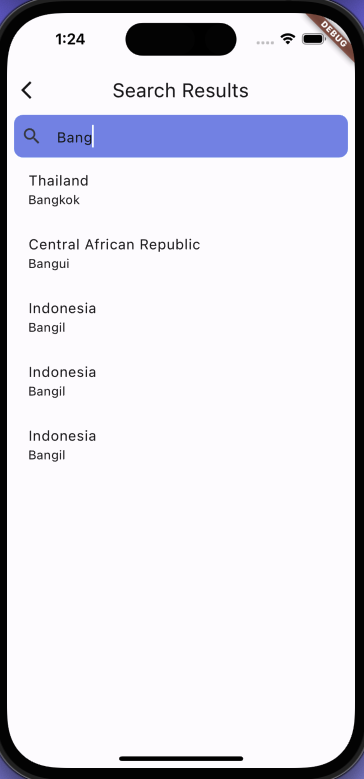 1:24
DEBUG
Search Results
Bang
Thailand
Bangkok
Central African Republic
Bangui
Indonesia
Bangil
Indonesia
Bangil
Indonesia
Bangil